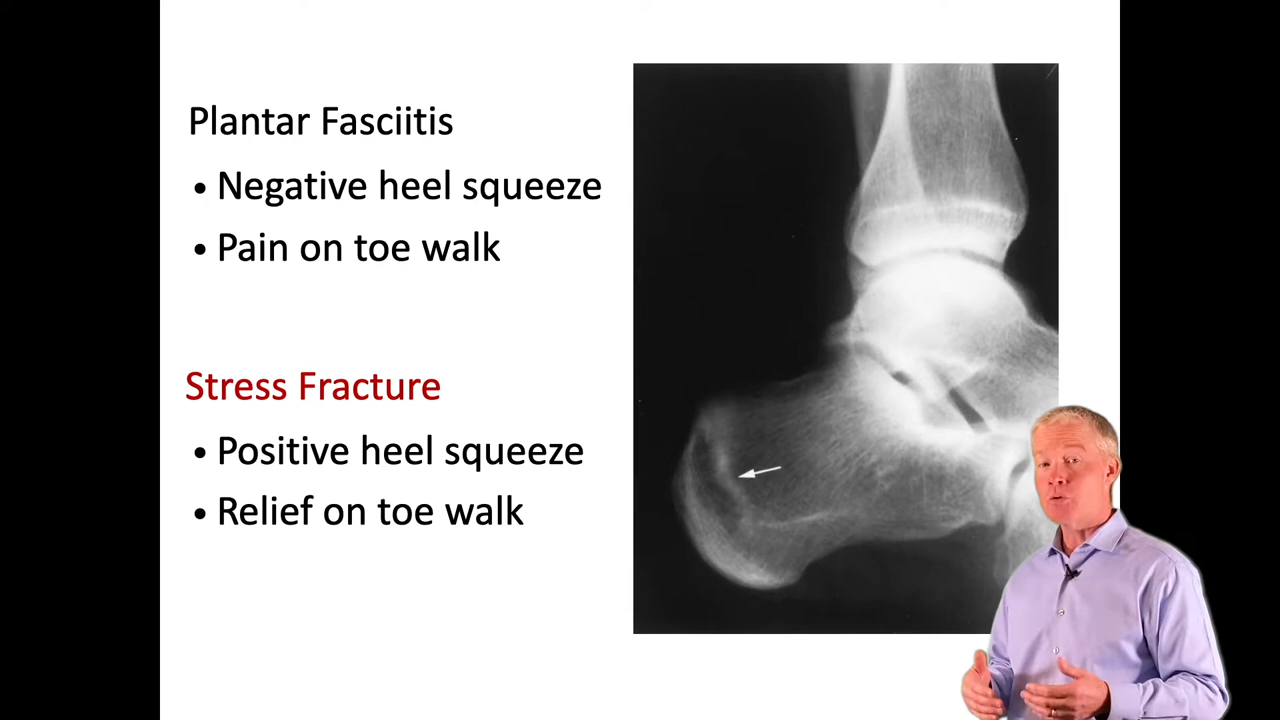 Plantar Fasciitis
• Negative heel squeeze
• Pain on toe walk
Stress Fracture
• Positive heel squeeze
• Relief on toe walk